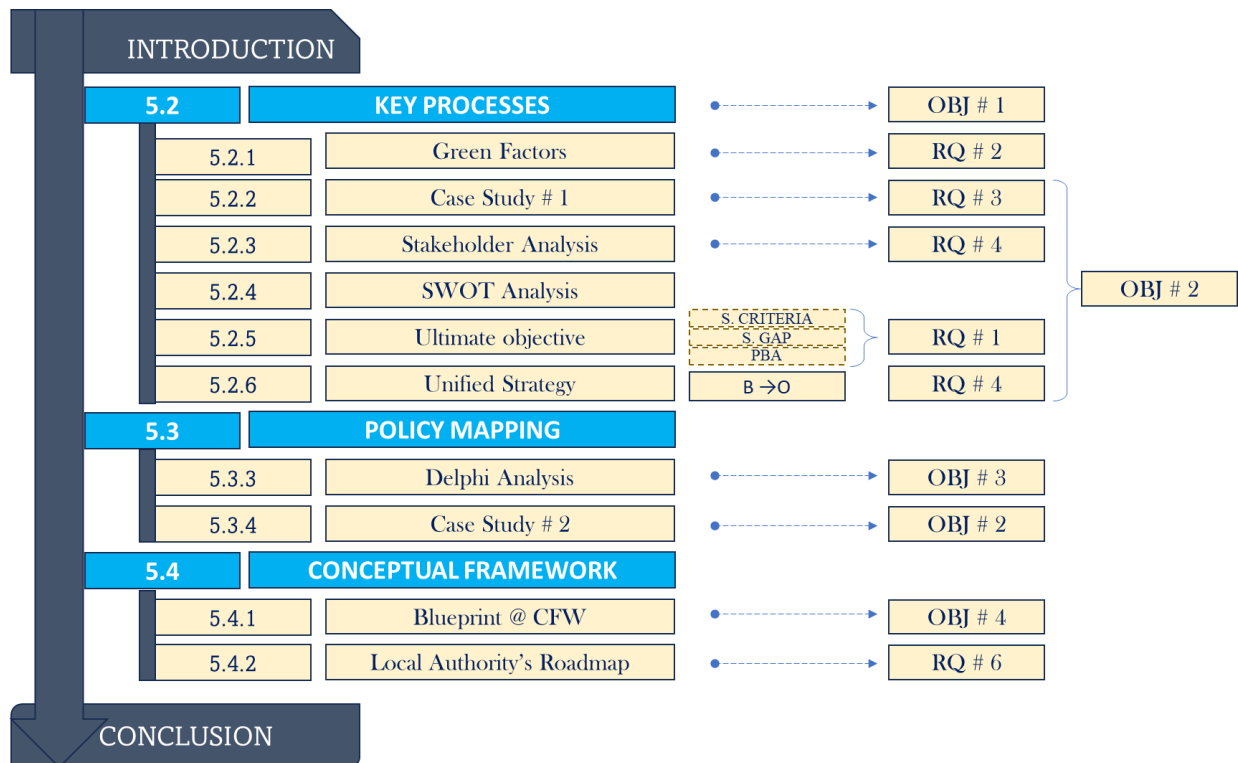 INTRODUCTION
5.2 KEY PROCESSES OBJ # 1
5.2.1 Green Factors RQ # 2
5.2.2 Case Study # 1 RQ # 3
5.2.3 Stakeholder Analysis RQ # 4
5.2.4 SWOT Analysis
OBJ # 2
S. CRITERIA
5.2.5 Ultimate objective S. GAP RQ # 1
PBA
5.2.6 Unified Strategy B →O RQ # 4
5.3 POLICY MAPPING
5.3.3 Delphi Analysis OBJ # 3
5.3.4 Case Study # 2 OBJ # 2
5.4 CONCEPTUAL FRAMEWORK
5.4.1 Blueprint @ CFW OBJ # 4
5.4.2 Local Authority's Roadmap RQ # 6
CONCLUSION